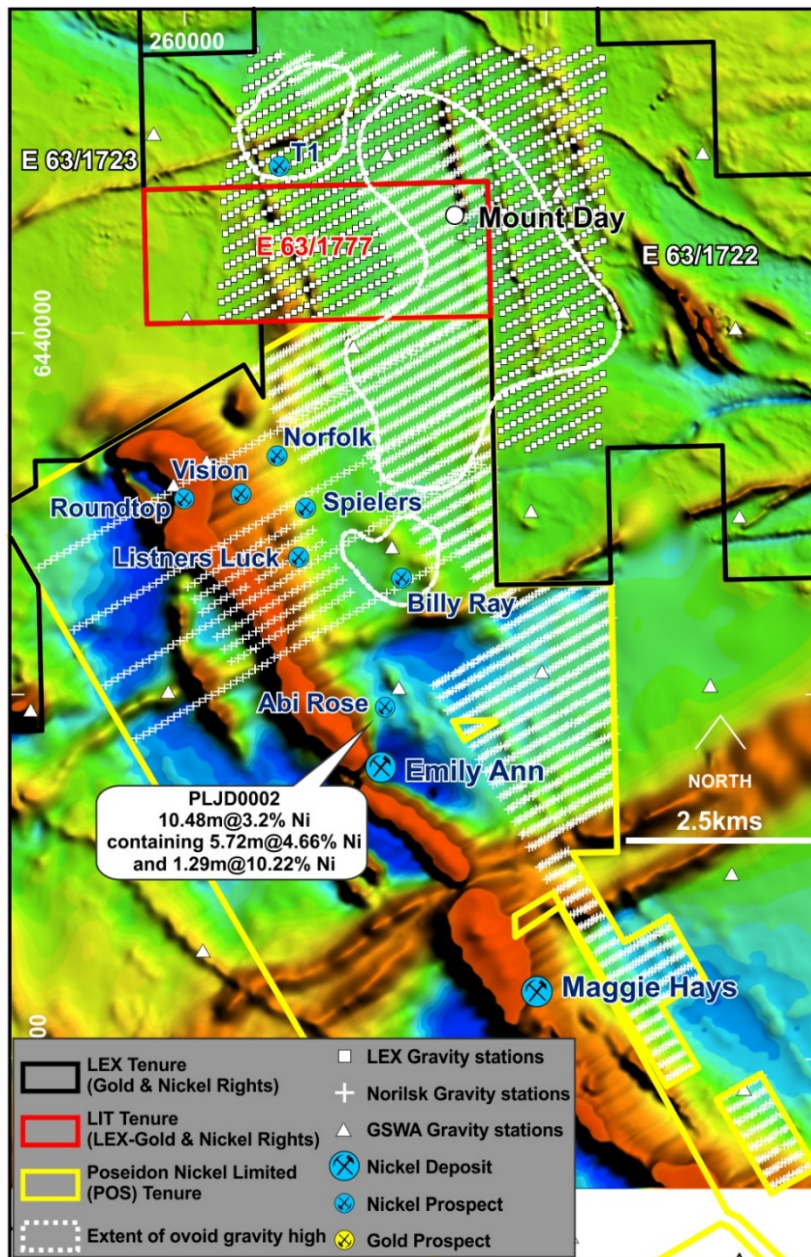 260000
T1
E 63/1723
Mount Day
E 63/1777
E 63/1722
6440000
Norfolk
Vision
Roundtop
Spielers
Listners Luck
Billy Ray
Abi Rose
Emily Ann
NORTH
2.5kms
PLJD0002
10.48m@3.2% Ni
containing 5.72m@4.66% Ni
and 1.29m@10.22% Ni
Maggie Hays
LEX Tenure
(Gold & Nickel Rights)
LIT Tenure
(LEX-Gold & Nickel Rights)
Poseidon Nickel Limited
(POS) Tenure
Extent of ovoid gravity high
LEX Gravity stations
Norilsk Gravity stations
GSWA Gravity stations
Nickel Deposit
Nickel Prospect
Gold Prospect